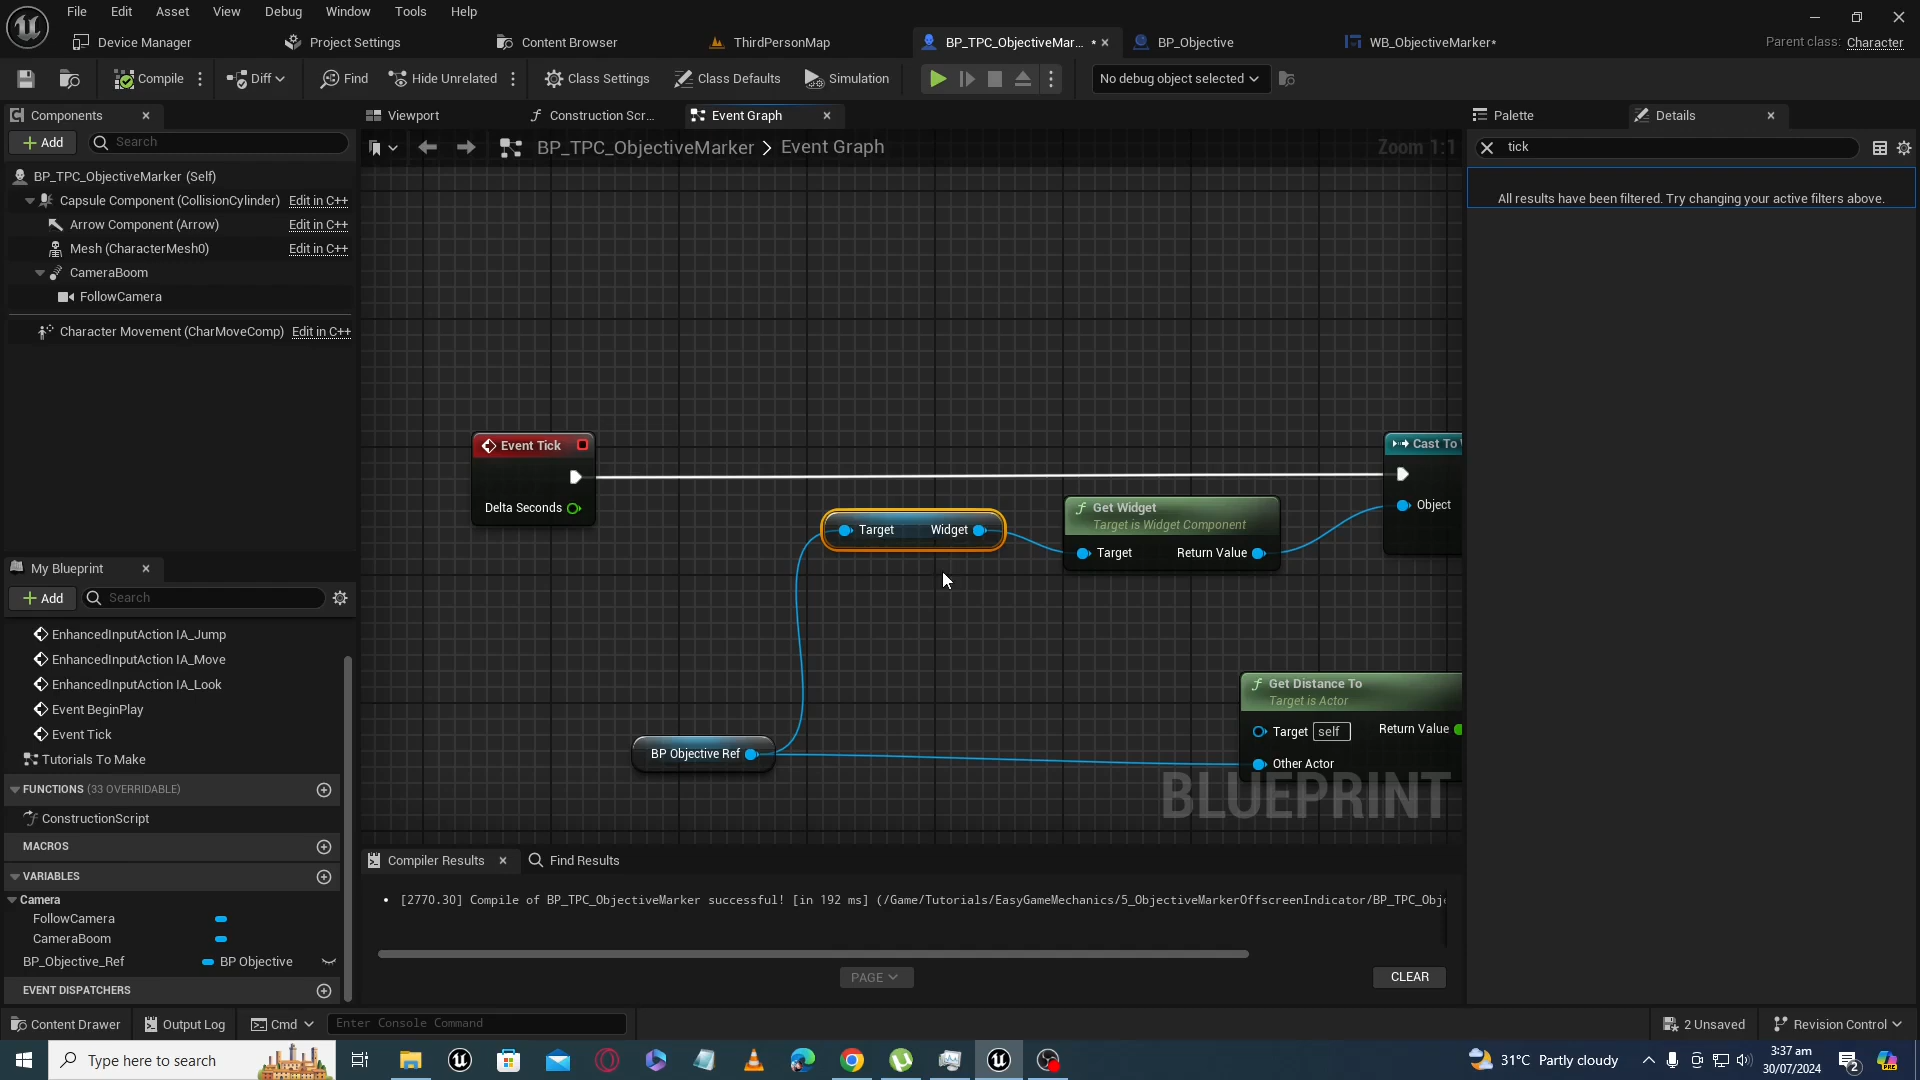 File Edit Asset View Debug Window Tools Help
Device Manager Project Settings Content Browser ThirdPersonMap BP_TPC_ObjectiveMar... * BP_Objective WB_ObjectiveMarker* Parent class: Character
Compile Diff Find Hide Unrelated Class Settings Class Defaults Simulation No debug object selected
Components Viewport Construction Scr... Event Graph Palette Details
Add Search BP_TPC_ObjectiveMarker > Event Graph Zoom 1:1 tick
BP_TPC_ObjectiveMarker (Self)
All results have been filtered. Try changing your active filters above.
Capsule Component (CollisionCylinder) Edit in C++
Arrow Component (Arrow) Edit in C++
Mesh (CharacterMesh0) Edit in C++
CameraBoom
FollowCamera
Character Movement (CharMoveComp) Edit in C++
Event Tick
Delta Seconds
Target Widget
Get Widget
Target is Widget Component
Target Return Value
Cast To
Object
BP Objective Ref
Get Distance To
Target is Actor
Target self Return Value
Other Actor
BLUEPRINT
My Blueprint
Add Search
EnhancedInputAction IA_Jump
EnhancedInputAction IA_Move
EnhancedInputAction IA_Look
Event BeginPlay
Event Tick
Tutorials To Make
FUNCTIONS (33 OVERRIDABLE)
ConstructionScript
MACROS
VARIABLES
Camera
FollowCamera
CameraBoom
BP_Objective_Ref BP Objective
EVENT DISPATCHERS
Compiler Results Find Results
[2770.30] Compile of BP_TPC_ObjectiveMarker successful! [in 192 ms] (/Game/Tutorials/EasyGameMechanics/5_ObjectiveMarkerOffscreenIndicator/BP_TPC_Obj
PAGE CLEAR
Content Drawer Output Log Cmd Enter Console Command 2 Unsaved Revision Control
Type here to search 31°C Partly cloudy 3:37 am
30/07/2024 2